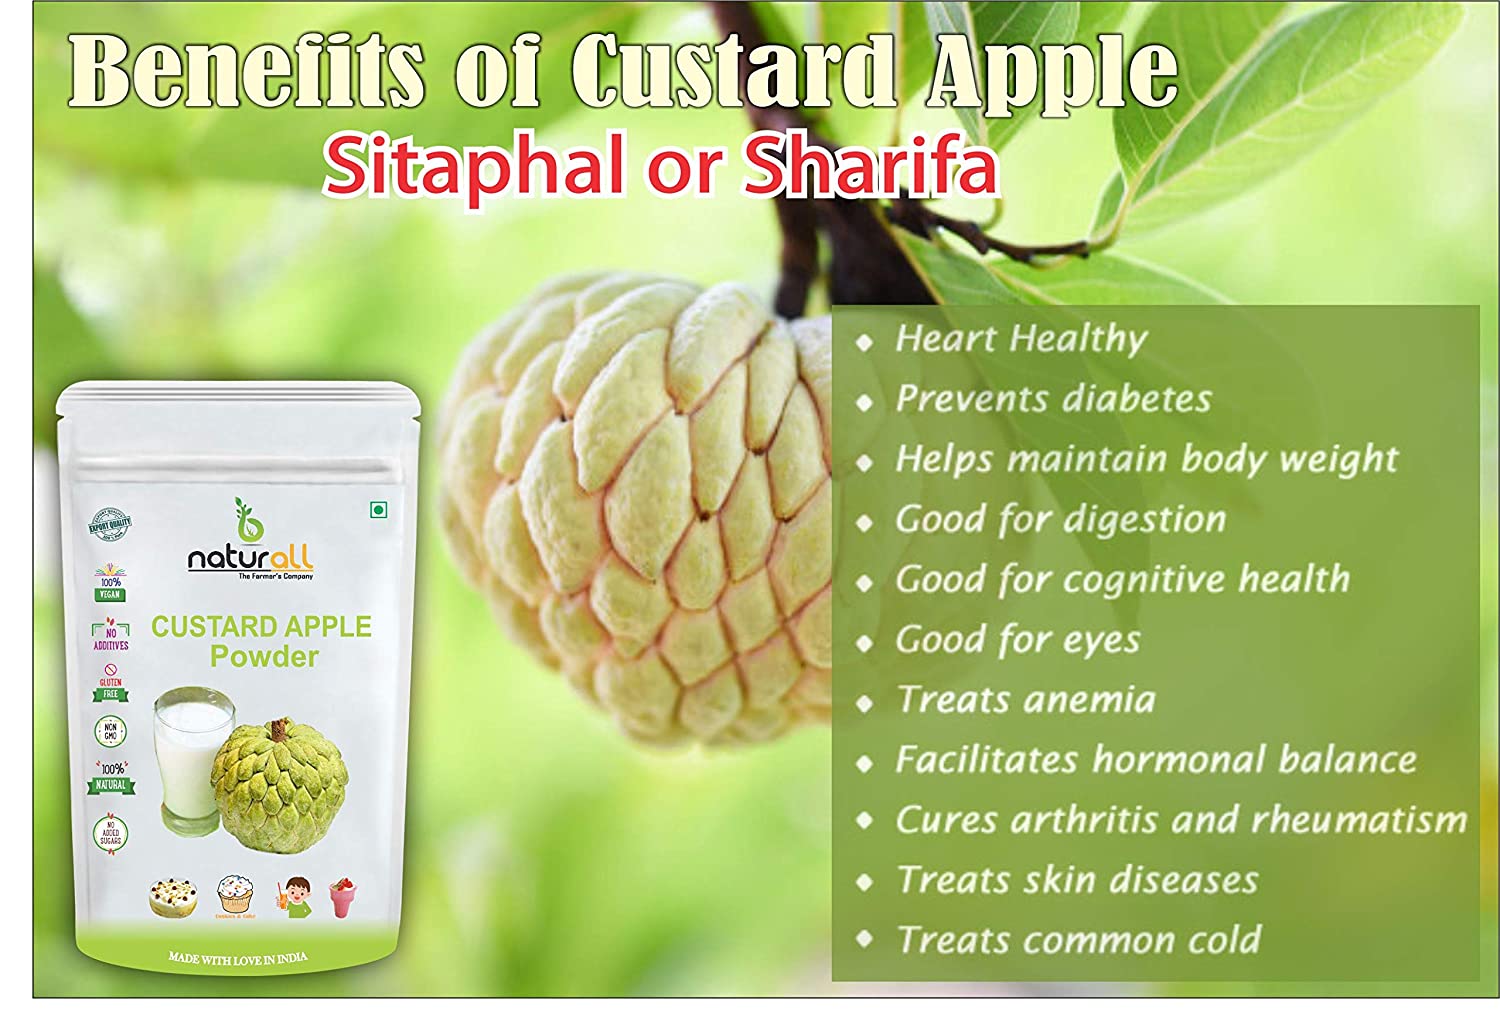 Benefits of Custard Apple
Sitaphal or Sharifa
Heart Healthy
Prevents diabetes
Helps maintain body weight
Good for digestion
Good for cognitive health
Good for eyes
Treats anemia
Facilitates hormonal balance
Cures arthritis and rheumatism
Treats skin diseases
Treats common cold
naturall
The Farmer's Company
CUSTARD APPLE
Powder
EXPORT QUALITY
100%
VEGAN
NO
ADDITIVES
GLUTEN
FREE
NON
GMO
100%
NATURAL
NO
ADDED
SUGARS
MADE WITH LOVE IN INDIA